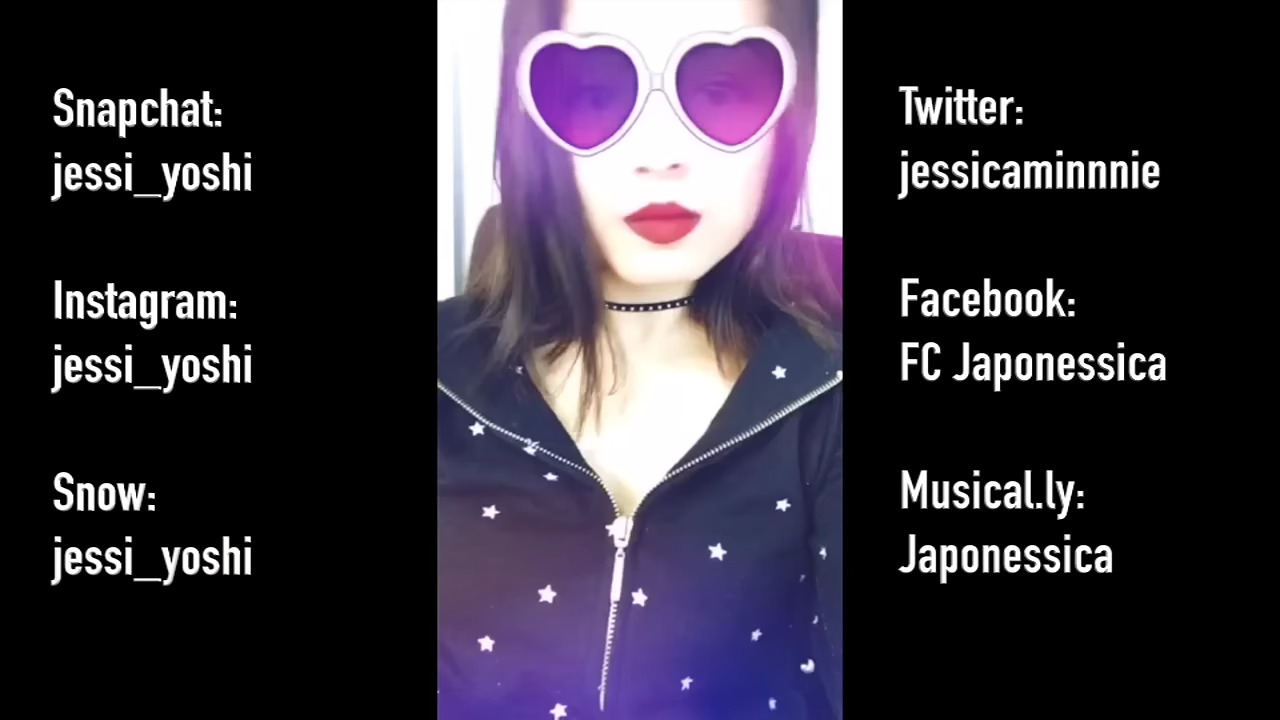 Snapchat:
jessi_yoshi
Instagram:
jessi_yoshi
Snow:
jessi_yoshi
Twitter:
jessicaminnnie
Facebook:
FC Japonessica
Musical.ly:
Japonessica